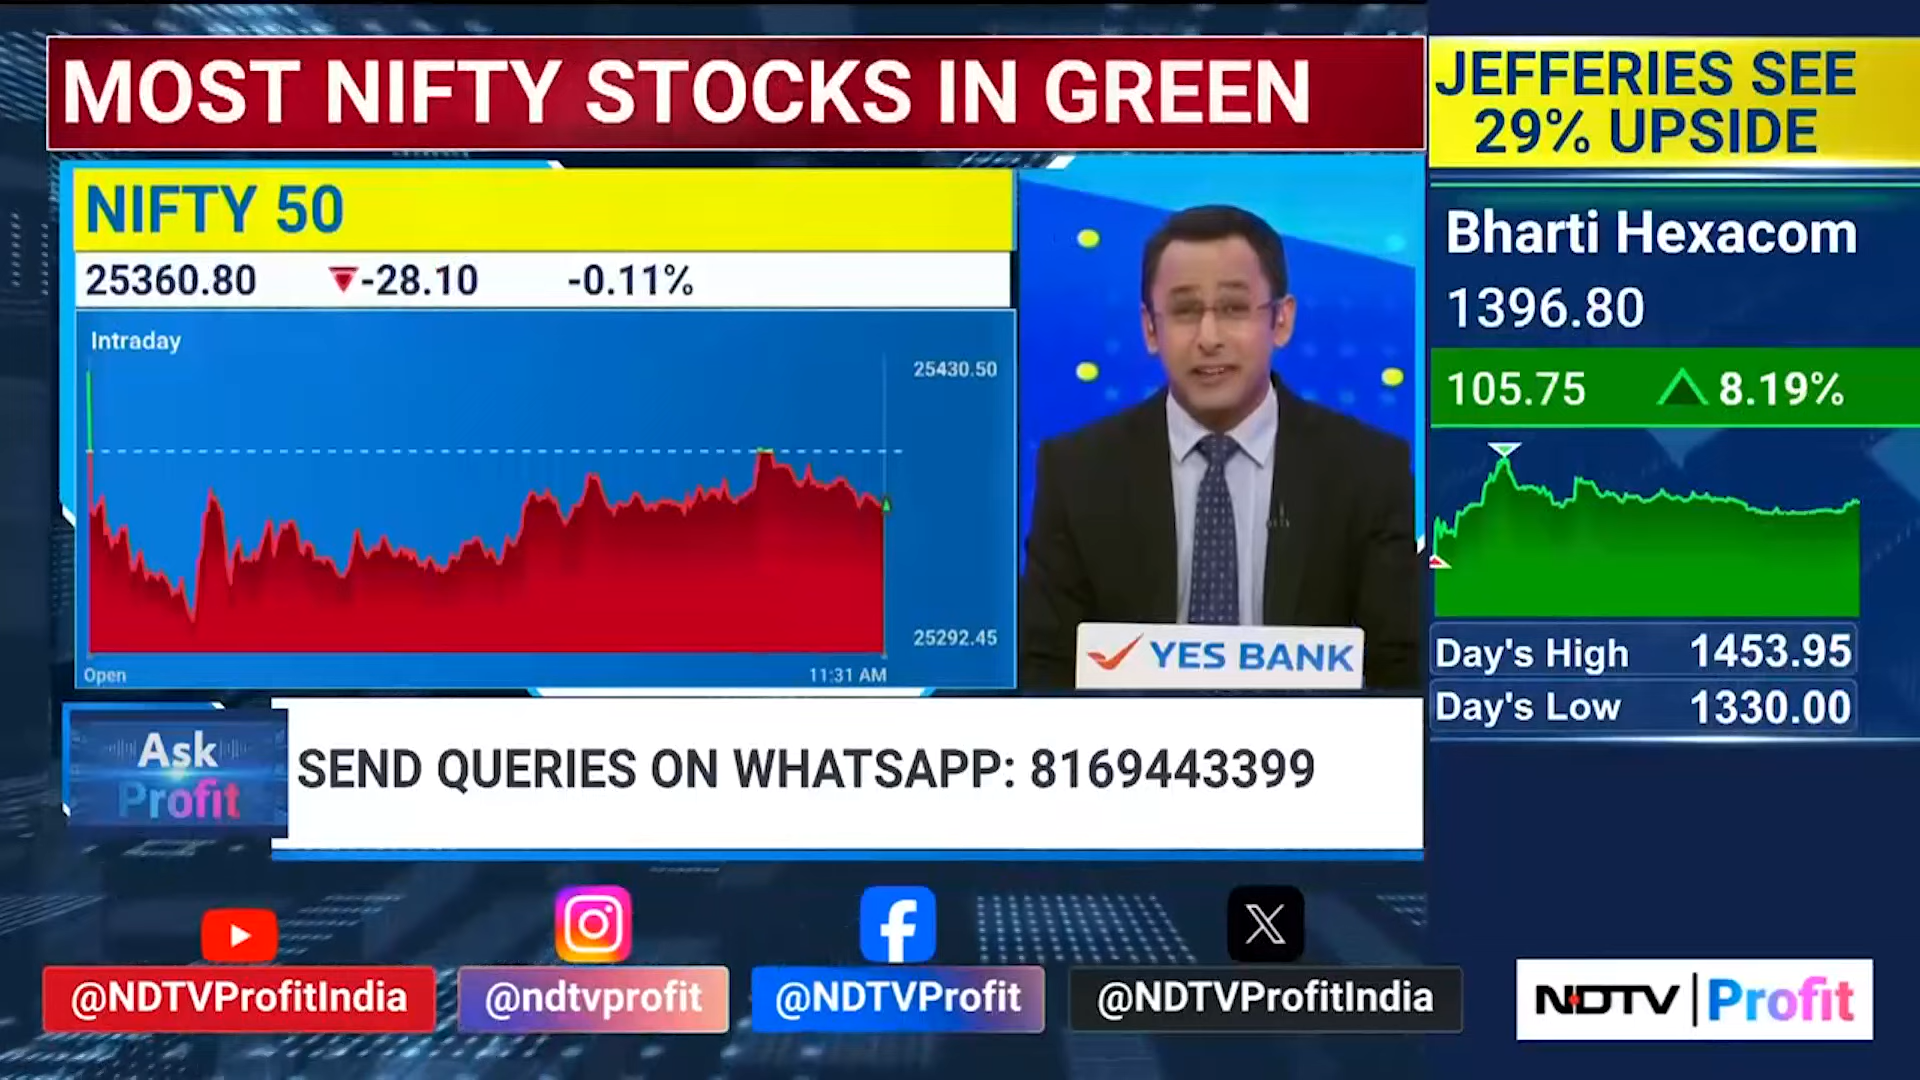 MOST NIFTY STOCKS IN GREEN
JEFFERIES SEE
29% UPSIDE
NIFTY 50
25360.80 -28.10 -0.11%
Intraday
25430.50
25292.45
Open 11:31 AM
YES BANK
Bharti Hexacom
1396.80
105.75 8.19%
Day's High 1453.95
Day's Low 1330.00
Ask
Profit
SEND QUERIES ON WHATSAPP: 8169443399
@NDTVProfitIndia @ndtvprofit @NDTVProfit @NDTVProfitIndia
NDTV | Profit